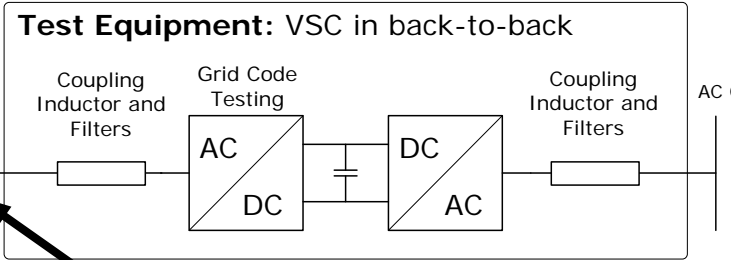 Test Equipment: VSC in back-to-back
Coupling
Inductor and
Filters
Grid Code
Testing
Coupling
Inductor and
Filters
AC
AC
DC
DC
AC